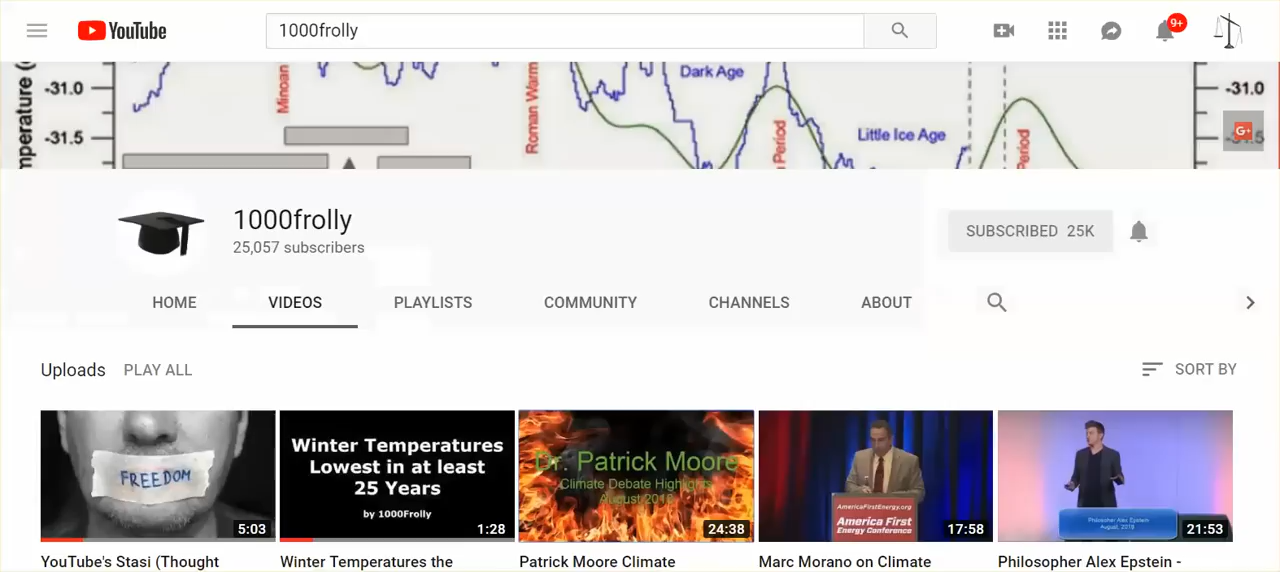 YouTube
1000frolly
9+
mperature (
-31.0
-31.5
Minoan
Roman Warm
Dark Age
Period
Little Ice Age
Period
-31.0
G+
1000frolly
25,057 subscribers
SUBSCRIBED 25K
HOME VIDEOS PLAYLISTS COMMUNITY CHANNELS ABOUT
Uploads PLAY ALL SORT BY
FREEDOM
5:03
Winter Temperatures
Lowest in at least
25 Years
by 1000Frolly
1:28
Dr. Patrick Moore
Climate Debate Highlights
August 2018
24:38
AmericaFirstEnergy.org
America First
Energy Conference
17:58
Philosopher Alex Epstein
August, 2018
21:53
YouTube's Stasi (Thought
Winter Temperatures the
Patrick Moore Climate
Marc Morano on Climate
Philosopher Alex Epstein -